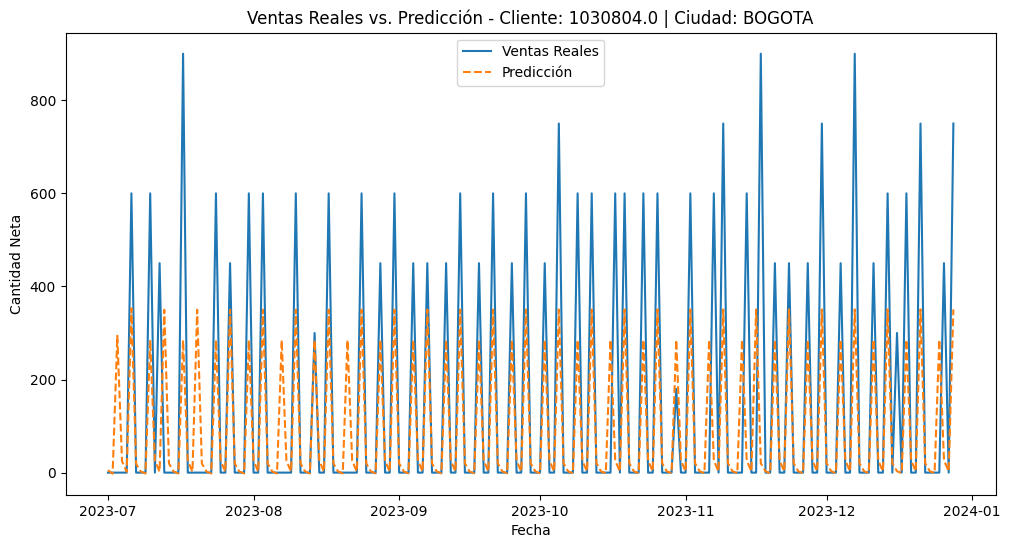 Ventas Reales vs. Predicción - Cliente: 1030804.0 | Ciudad: BOGOTA
Ventas Reales
Predicción
Cantidad Neta
800
600
400
200
0
2023-07 2023-08 2023-09 2023-10 2023-11 2023-12 2024-01
Fecha